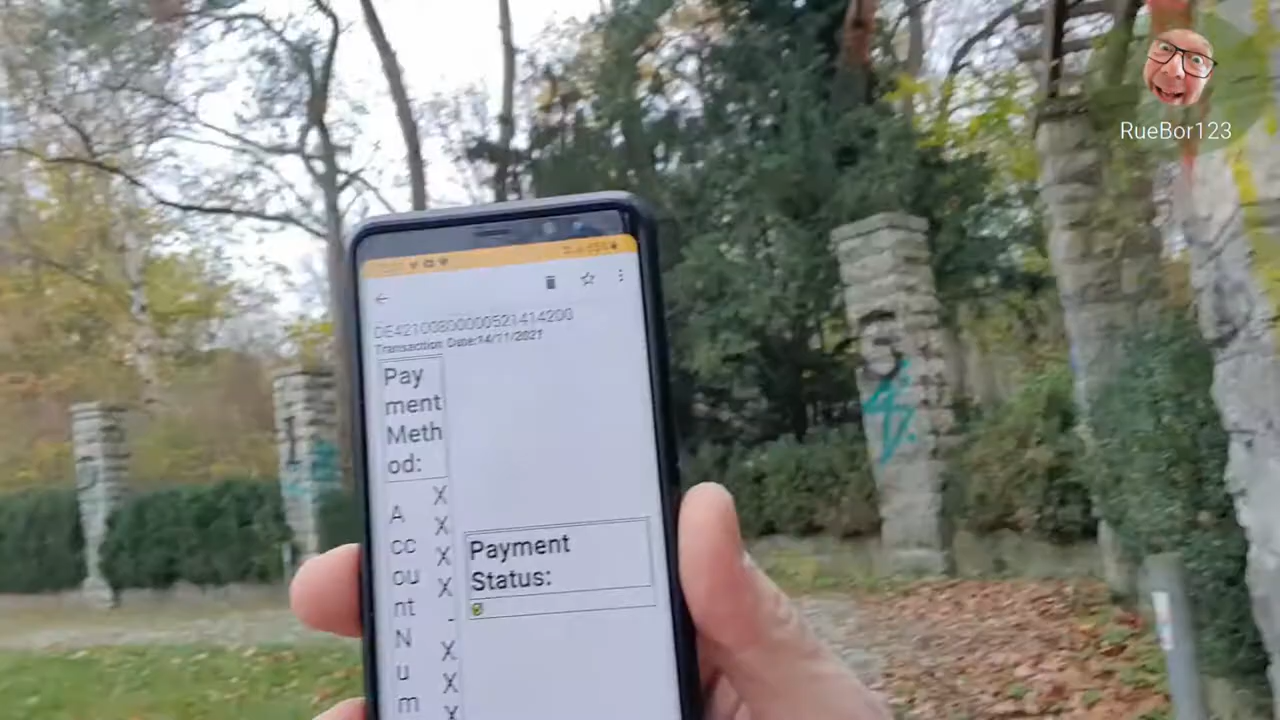 RueBor123
DE42100800000521414200
Transaction Date:14/11/2021
Pay
ment
Meth
od:
A
cc
ou
nt
N
u
m
X
X
X
X
-
X
X
X
Payment
Status: